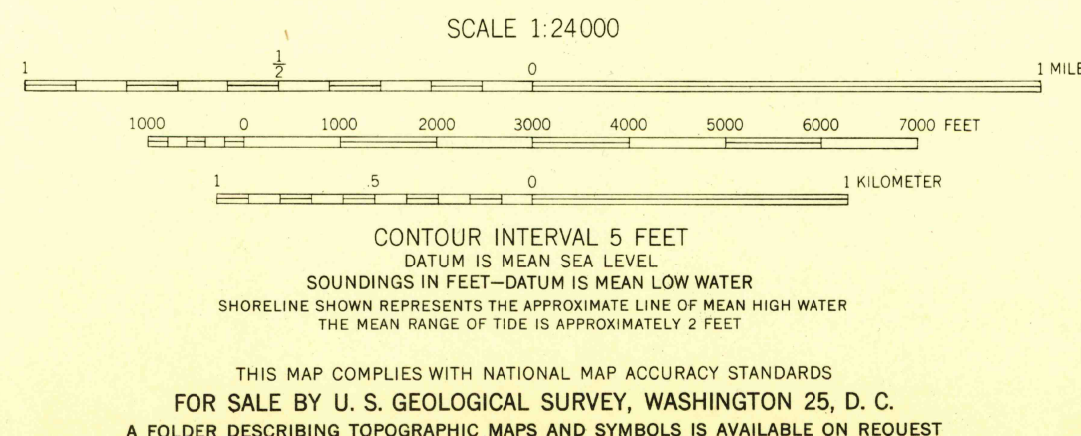 SCALE 1:24000
1 1/2 0 1 MILE
1000 0 1000 2000 3000 4000 5000 6000 7000 FEET
1 .5 0 1 KILOMETER
CONTOUR INTERVAL 5 FEET
DATUM IS MEAN SEA LEVEL
SOUNDINGS IN FEET—DATUM IS MEAN LOW WATER
SHORELINE SHOWN REPRESENTS THE APPROXIMATE LINE OF MEAN HIGH WATER
THE MEAN RANGE OF TIDE IS APPROXIMATELY 2 FEET
THIS MAP COMPLIES WITH NATIONAL MAP ACCURACY STANDARDS
FOR SALE BY U. S. GEOLOGICAL SURVEY, WASHINGTON 25, D. C.
A FOLDER DESCRIBING TOPOGRAPHIC MAPS AND SYMBOLS IS AVAILABLE ON REQUEST